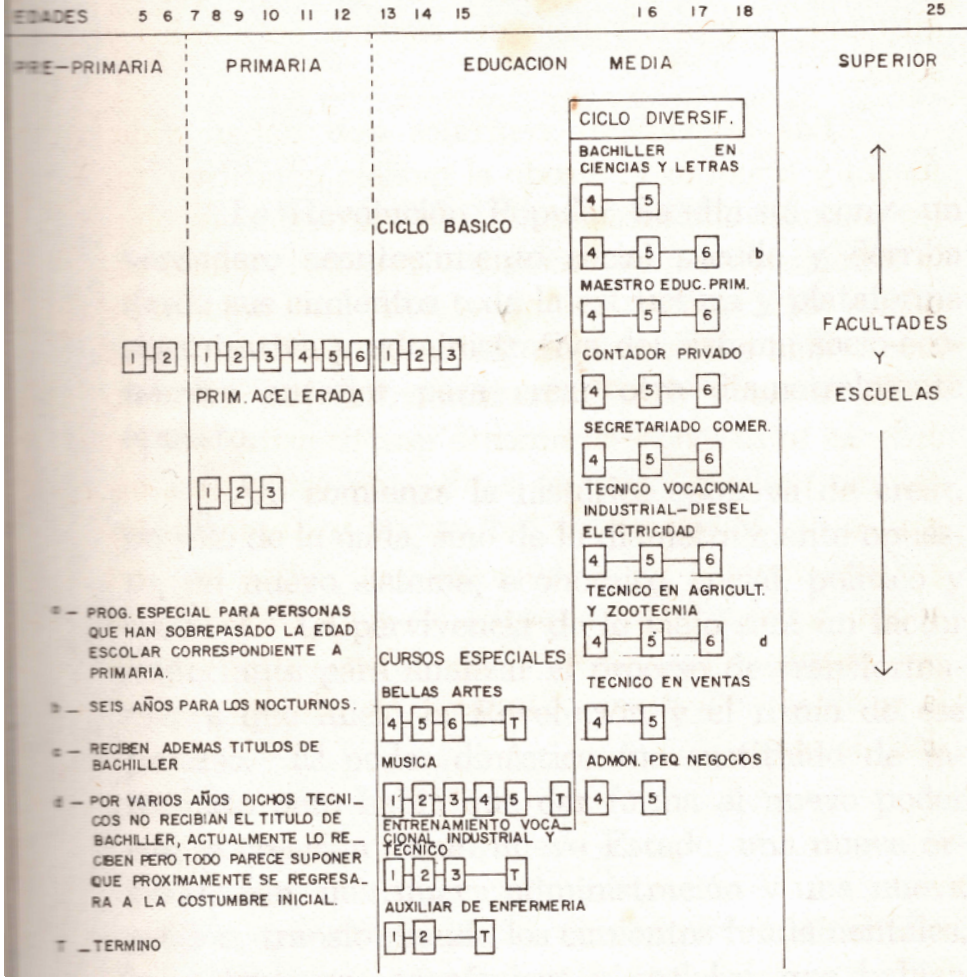 EDADES 5 6 7 8 9 10 11 12 13 14 15 16 17 18 25
PRE-PRIMARIA PRIMARIA EDUCACION MEDIA SUPERIOR
CICLO DIVERSIF.
BACHILLER EN
CIENCIAS Y LETRAS
4 5
CICLO BASICO
4 5 6 b
MAESTRO EDUC. PRIM.
4 5 6
FACULTADES
Y
ESCUELAS
CONTADOR PRIVADO
1 2 1 2 3 4 5 6 1 2 3
PRIM. ACELERADA
4 5 6
SECRETARIADO COMER.
4 5 6
TECNICO VOCACIONAL
INDUSTRIAL-DIESEL
ELECTRICIDAD
1 2 3
4 5 6
TECNICO EN AGRICULT.
Y ZOOTECNIA
4 5 6 d
TECNICO EN VENTAS
4 5
ADMON. PEQ. NEGOCIOS
4 5
CURSOS ESPECIALES
BELLAS ARTES
4 5 6 T
MUSICA
1 2 3 4 5 T
ENTRENAMIENTO VOCA_
CIONAL INDUSTRIAL Y
TECNICO
1 2 3 T
AUXILIAR DE ENFERMERIA
1 2 T
_ PROG. ESPECIAL PARA PERSONAS
QUE HAN SOBREPASADO LA EDAD
ESCOLAR CORRESPONDIENTE A
PRIMARIA.
b _ SEIS AÑOS PARA LOS NOCTURNOS.
c _ RECIBEN ADEMAS TITULOS DE
BACHILLER
d _ POR VARIOS AÑOS DICHOS TECNI_
COS NO RECIBIAN EL TITULO DE
BACHILLER, ACTUALMENTE LO RE_
CIBEN PERO TODO PARECE SUPONER
QUE PROXIMAMENTE SE REGRESA_
RA A LA COSTUMBRE INICIAL.
T _ TERMINO